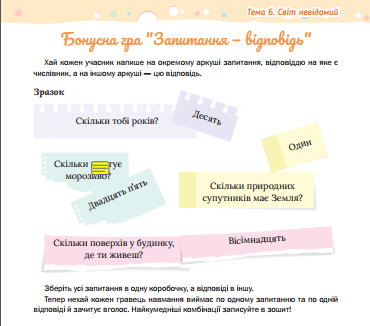 Тема 6. Світ невідомий
Бонусна гра "Запитання – відповідь"
Хай кожен учасник напише на окремому аркуші запитання, відповіддю на яке є
числівник, а на іншому аркуші — цю відповідь.
Зразок
Скільки тобі років?
Десять
Один
Скільки тує
морозиво?
Двадцять п'ять
Скільки природних
супутників має Земля?
Скільки поверхів у будинку,
де ти живеш?
Вісімнадцять
Зберіть усі запитання в одну коробочку, а відповіді в іншу.
Тепер нехай кожен гравець навмання виймає по одному запитанню та по одній
відповіді й зачитує вголос. Найкумедніші комбінації записуйте в зошит!